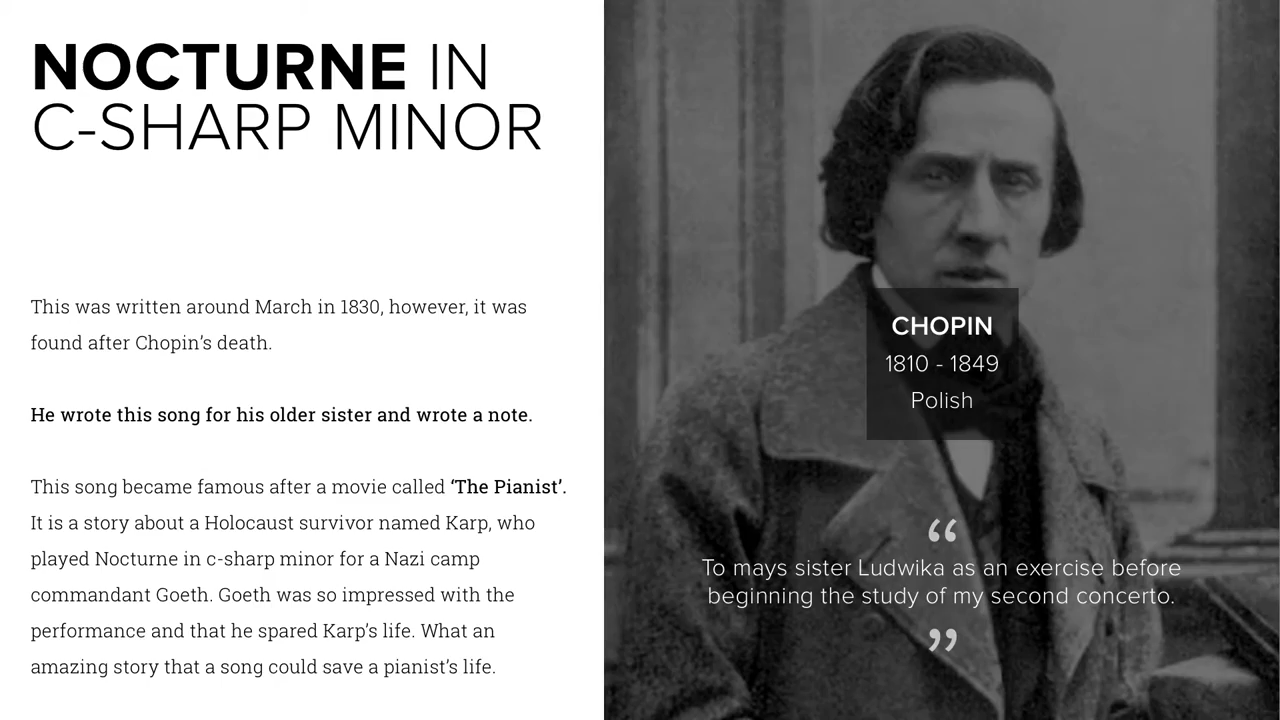 NOCTURNE IN
C-SHARP MINOR
This was written around March in 1830, however, it was
found after Chopin’s death.
He wrote this song for his older sister and wrote a note.
This song became famous after a movie called ‘The Pianist’.
It is a story about a Holocaust survivor named Karp, who
played Nocturne in c-sharp minor for a Nazi camp
commandant Goeth. Goeth was so impressed with the
performance and that he spared Karp’s life. What an
amazing story that a song could save a pianist’s life.
CHOPIN
1810 - 1849
Polish
“
To mays sister Ludwika as an exercise before
beginning the study of my second concerto.
”